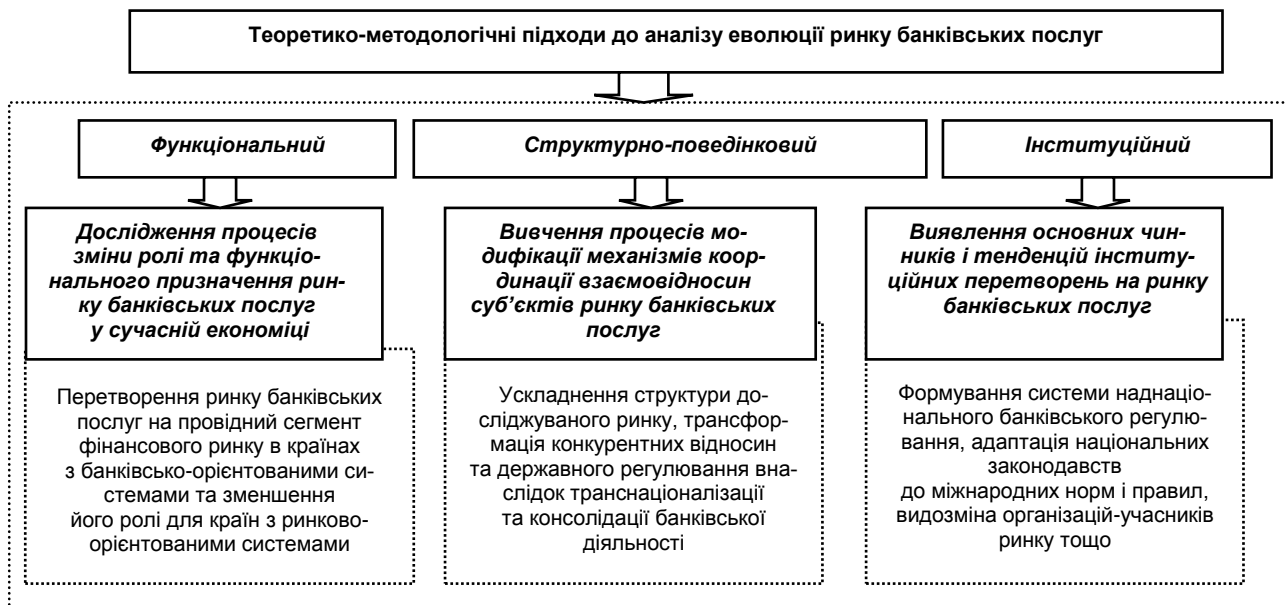 Теоретико-методологічні підходи до аналізу еволюції ринку банківських послуг
Функціональний
Дослідження процесів
зміни ролі та функціо-
нального призначення рин-
ку банківських послуг
у сучасній економіці
Перетворення ринку банківських
послуг на провідний сегмент
фінансового ринку в країнах
з банківсько-орієнтованими си-
стемами та зменшення
його ролі для країн з ринково-
орієнтованими системами
Структурно-поведінковий
Вивчення процесів мо-
дифікації механізмів коор-
динації взаємовідносин
суб’єктів ринку банківських
послуг
Ускладнення структури до-
сліджуваного ринку, трансфор-
мація конкурентних відносин
та державного регулювання вна-
слідок транснаціоналізації
та консолідації банківської
діяльності
Інституційний
Виявлення основних чин-
ників і тенденцій інститу-
ційних перетворень на ринку
банківських послуг
Формування системи наднаціо-
нального банківського регулю-
вання, адаптація національних
законодавств
до міжнародних норм і правил,
видозміна організацій-учасників
ринку тощо